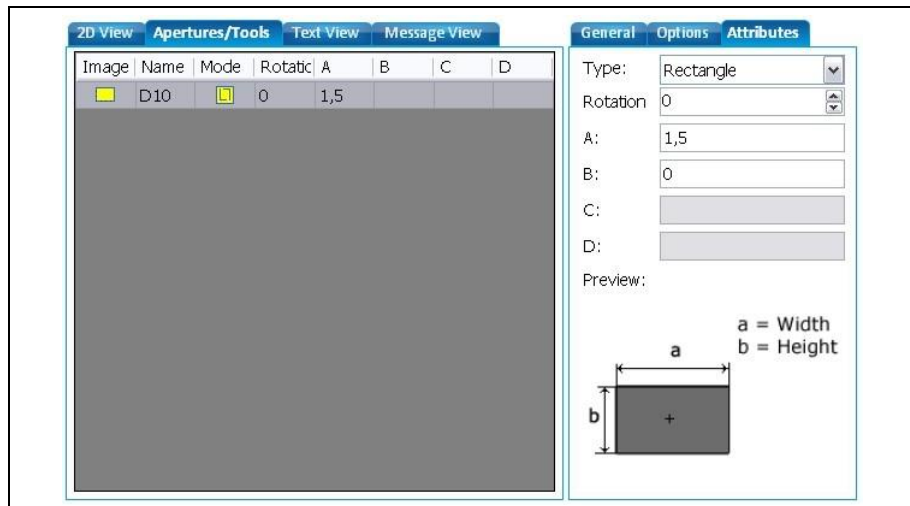 2D View Apertures/Tools Text View Message View
Image Name Mode Rotatic A B C D
D10 0 1,5
General Options Attributes
Type: Rectangle
Rotation 0
A: 1,5
B: 0
C:
D:
Preview:
a = Width
b = Height
a
b